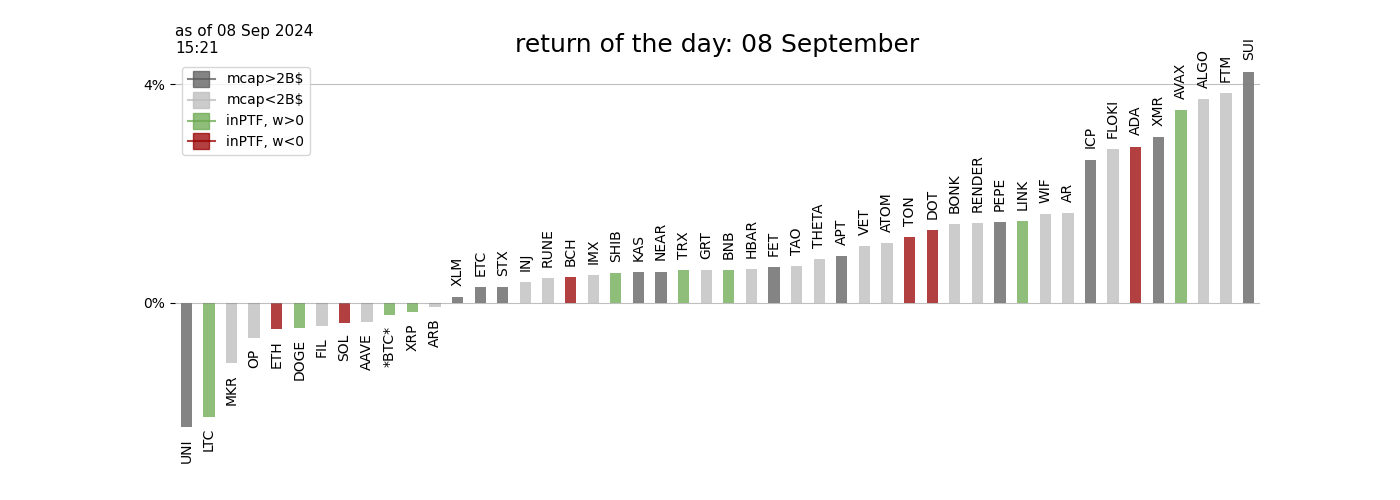 as of 08 Sep 2024
15:21
return of the day: 08 September
mcap>2B$
mcap<2B$
inPTF, w>0
inPTF, w<0
4%
0%
UNI
LTC
MKR
OP
ETH
DOGE
FIL
SOL
AAVE
*BTC*
XRP
ARB
XLM
ETC
STX
INJ
RUNE
BCH
IMX
SHIB
KAS
NEAR
TRX
GRT
BNB
HBAR
FET
TAO
THETA
APT
VET
ATOM
TON
DOT
BONK
RENDER
PEPE
LINK
WIF
AR
ICP
FLOKI
ADA
XMR
AVAX
ALGO
FTM
SUI